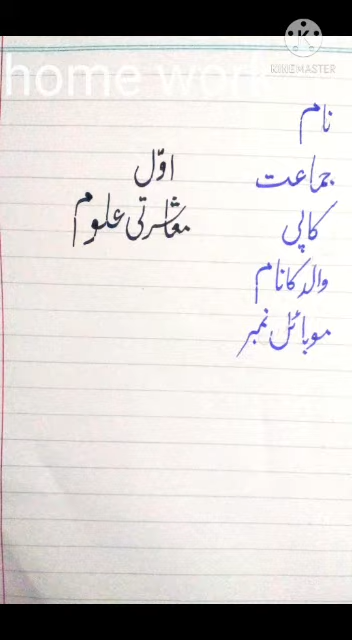 home work
KINEMASTER
نام
جماعت اوّل
کاپی معاشرتی علوم
والد کا نام
موبائل نمبر